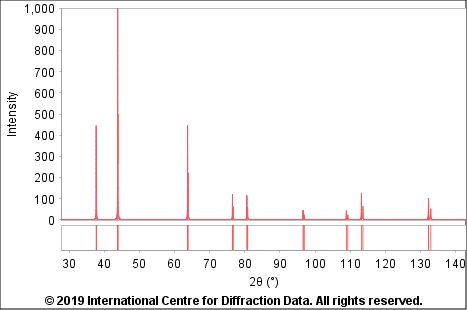 1,000
900
800
700
600
500
400
300
200
100
0
Intensity
30 40 50 60 70 80 90 100 110 120 130 140
2θ (°)
© 2019 International Centre for Diffraction Data. All rights reserved.